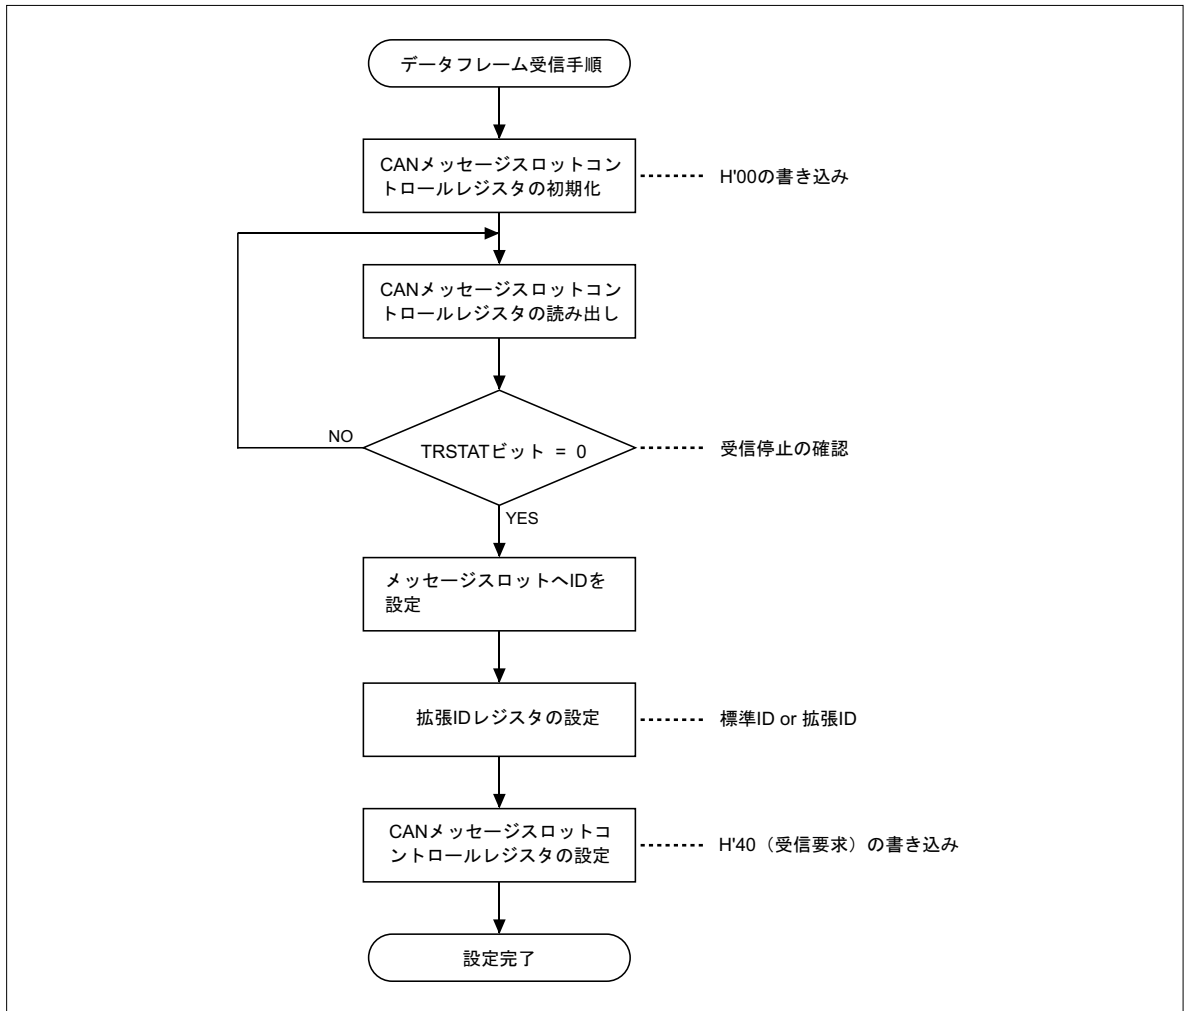 データフレーム受信手順
CANメッセージスロットコン
トロールレジスタの初期化
H'00の書き込み
CANメッセージスロットコン
トロールレジスタの読み出し
NO
TRSTATビット = 0
受信停止の確認
YES
メッセージスロットへIDを
設定
拡張IDレジスタの設定
標準ID or 拡張ID
CANメッセージスロットコ
ントロールレジスタの設定
H'40（受信要求）の書き込み
設定完了